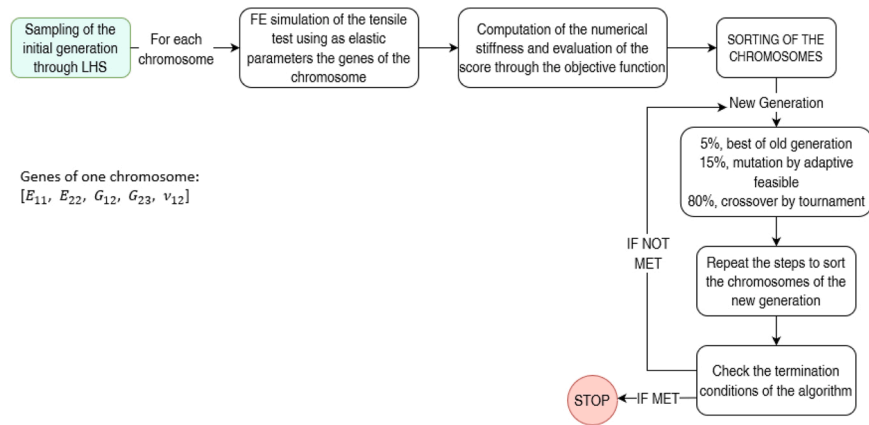 Sampling of the
initial generation
through LHS
For each
chromosome
FE simulation of the tensile
test using as elastic
parameters the genes of the
chromosome
Computation of the numerical
stiffness and evaluation of the
score through the objective function
SORTING OF THE
CHROMOSOMES
New Generation
5%, best of old generation
15%, mutation by adaptive
feasible
80%, crossover by tournament
Genes of one chromosome:
[E₁₁, E₂₂, G₁₂, G₂₃, ν₁₂]
IF NOT
MET
Repeat the steps to sort
the chromosomes of the
new generation
Check the termination
conditions of the algorithm
IF MET
STOP